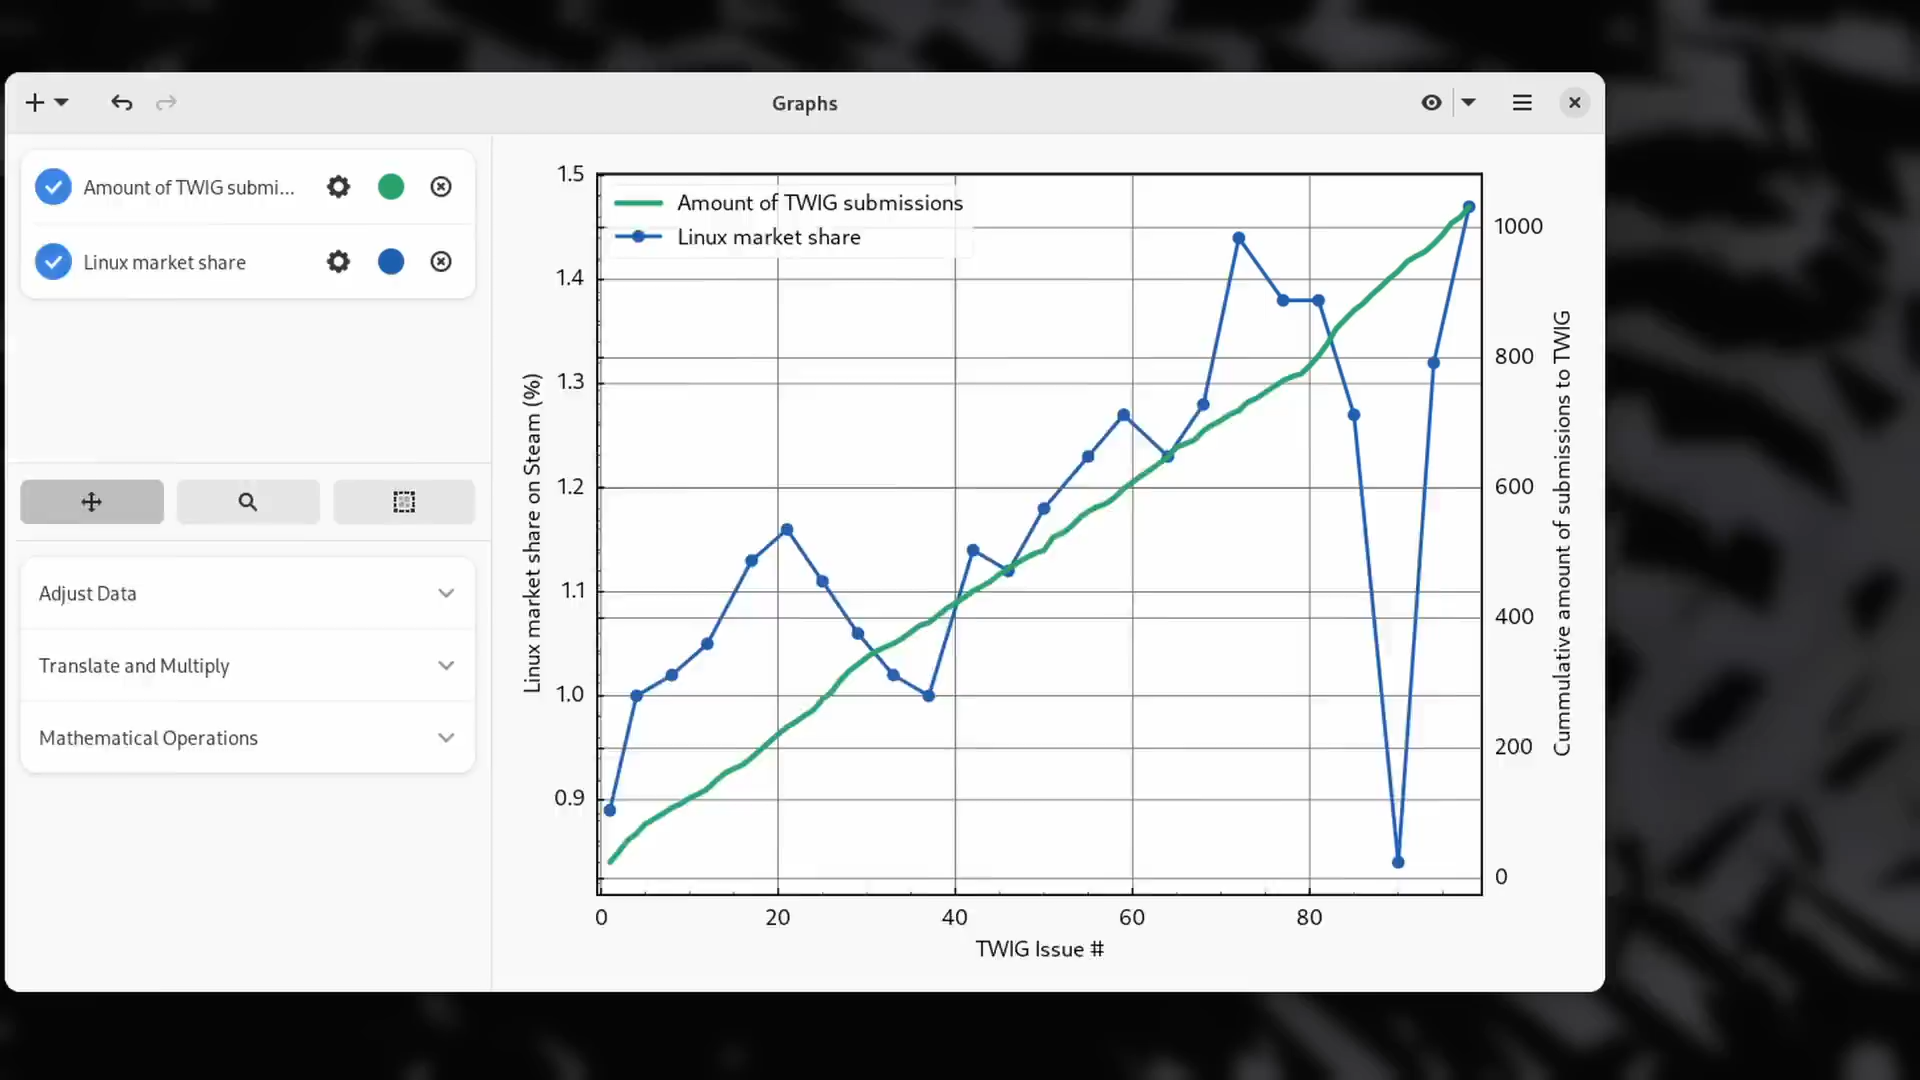 Graphs
Amount of TWIG submi...
Linux market share
Adjust Data
Translate and Multiply
Mathematical Operations
Amount of TWIG submissions
Linux market share
1.5
1.4
1.3
1.2
1.1
1.0
0.9
Linux market share on Steam (%)
1000
800
600
400
200
0
Cummulative amount of submissions to TWIG
0 20 40 60 80
TWIG Issue #